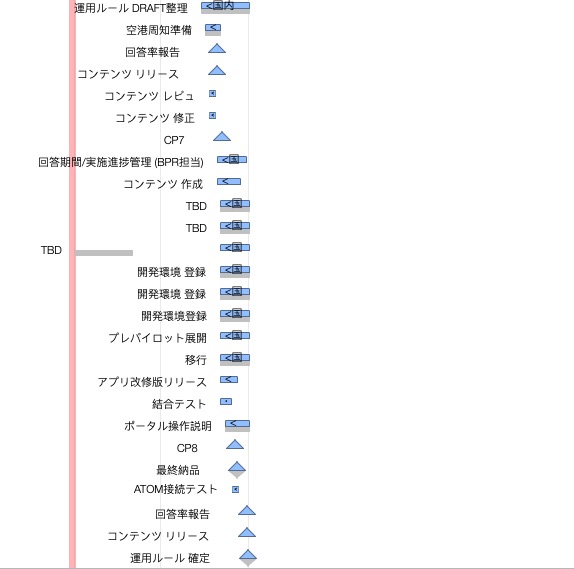 運用ルール DRAFT整理 <国内
空港周知準備 <
回答率報告
コンテンツ リリース
コンテンツ レビュ
コンテンツ 修正
CP7
回答期間/実施進捗管理 (BPR担当) <国
コンテンツ 作成 <
TBD <国
TBD <国
TBD <国
開発環境 登録 <国
開発環境 登録 <国
開発環境登録 <国
プレパイロット展開 <国
移行 <国
アプリ改修版リリース <
結合テスト
ポータル操作説明 <
CP8
最終納品
ATOM接続テスト
回答率報告
コンテンツ リリース
運用ルール 確定